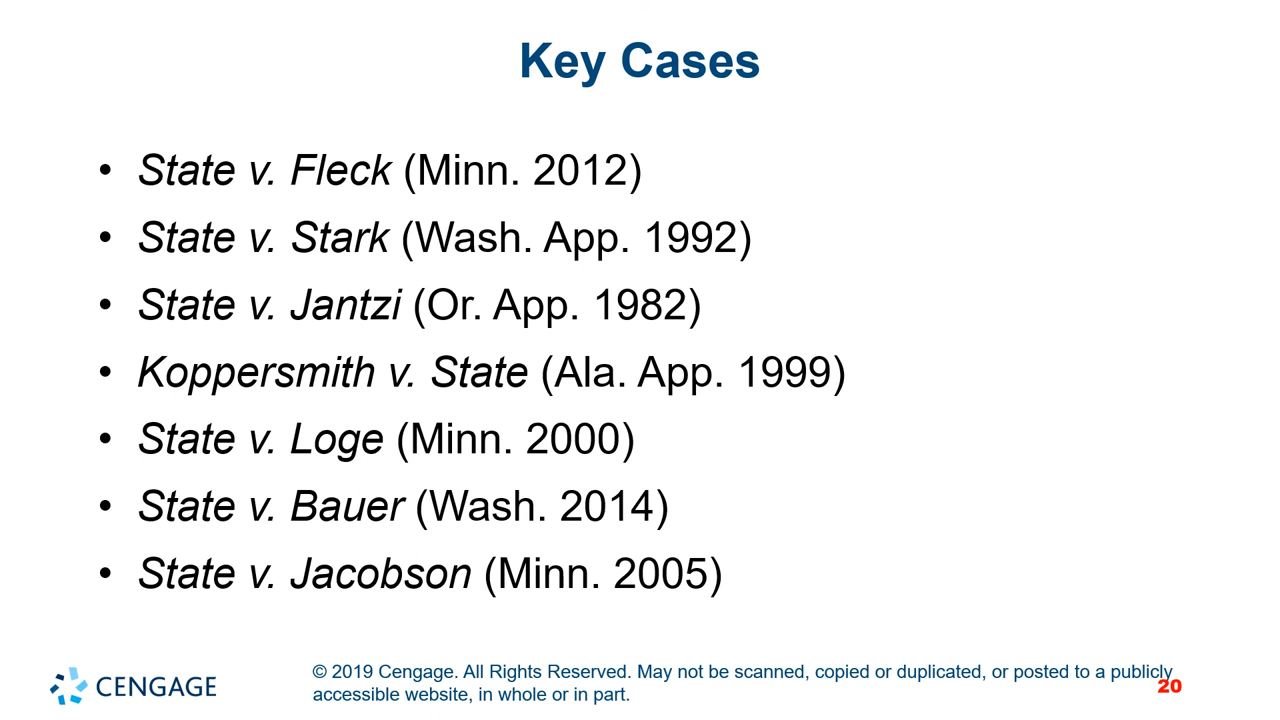 Key Cases
• State v. Fleck (Minn. 2012)
• State v. Stark (Wash. App. 1992)
• State v. Jantzi (Or. App. 1982)
• Koppersmith v. State (Ala. App. 1999)
• State v. Loge (Minn. 2000)
• State v. Bauer (Wash. 2014)
• State v. Jacobson (Minn. 2005)
CENGAGE
© 2019 Cengage. All Rights Reserved. May not be scanned, copied or duplicated, or posted to a publicly
accessible website, in whole or in part.
20